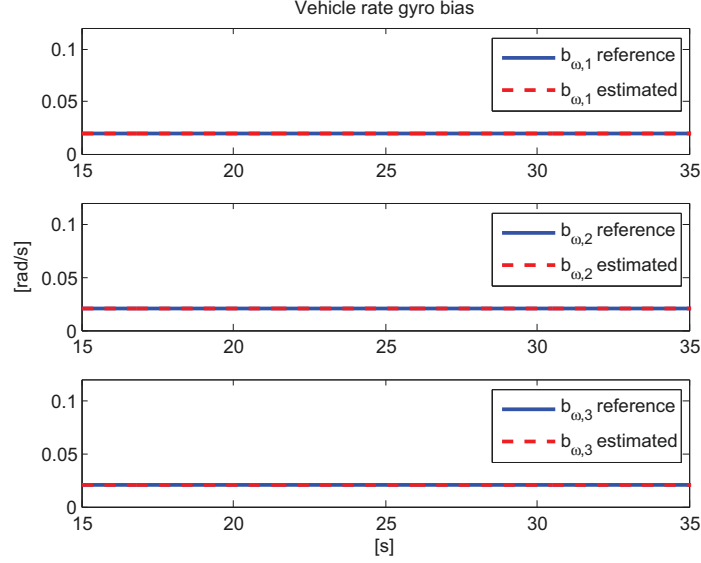 Vehicle rate gyro bias
0.1
0.05
0
15 20 25 30 35
b_ω,1 reference
b_ω,1 estimated
[rad/s]
0.1
0.05
0
15 20 25 30 35
b_ω,2 reference
b_ω,2 estimated
0.1
0.05
0
15 20 25 30 35
b_ω,3 reference
b_ω,3 estimated
[s]